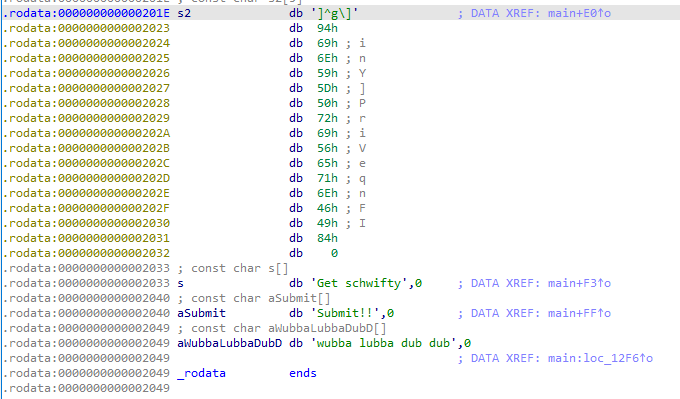 .rodata:000000000000201E s2 db ']^g\]' ; DATA XREF: main+E0↑o
.rodata:0000000000002023 db 94h
.rodata:0000000000002024 db 69h ; i
.rodata:0000000000002025 db 6Eh ; n
.rodata:0000000000002026 db 59h ; Y
.rodata:0000000000002027 db 5Dh ; ]
.rodata:0000000000002028 db 50h ; P
.rodata:0000000000002029 db 72h ; r
.rodata:000000000000202A db 69h ; i
.rodata:000000000000202B db 56h ; V
.rodata:000000000000202C db 65h ; e
.rodata:000000000000202D db 71h ; q
.rodata:000000000000202E db 6Eh ; n
.rodata:000000000000202F db 46h ; F
.rodata:0000000000002030 db 49h ; I
.rodata:0000000000002031 db 84h
.rodata:0000000000002032 db 0
.rodata:0000000000002033 ; const char s[]
.rodata:0000000000002033 s db 'Get schwifty',0 ; DATA XREF: main+F3↑o
.rodata:0000000000002040 ; const char aSubmit[]
.rodata:0000000000002040 aSubmit db 'Submit!!',0 ; DATA XREF: main+FF↑o
.rodata:0000000000002049 ; const char aWubbaLubbaDubD[]
.rodata:0000000000002049 aWubbaLubbaDubD db 'wubba lubba dub dub',0
.rodata:0000000000002049 ; DATA XREF: main:loc_12F6↑o
.rodata:0000000000002049 _rodata ends
.rodata:0000000000002049